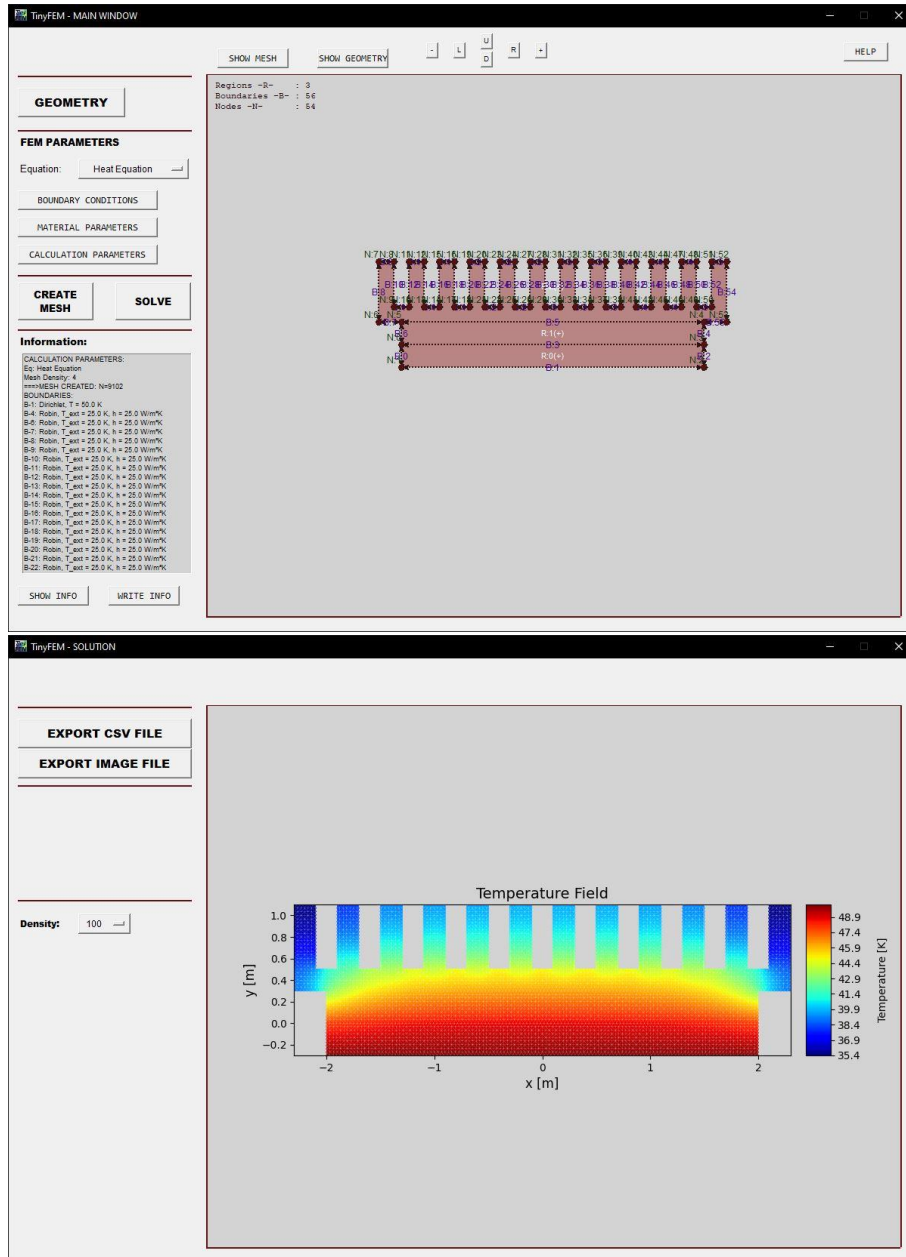 TinyFEM - MAIN WINDOW
SHOW MESH
SHOW GEOMETRY
-
L
U
D
R
+
HELP
GEOMETRY
FEM PARAMETERS
Equation: Heat Equation
BOUNDARY CONDITIONS
MATERIAL PARAMETERS
CALCULATION PARAMETERS
CREATE
MESH
SOLVE
Information:
CALCULATION PARAMETERS:
Eq: Heat Equation
Mesh Density: 4
===>MESH CREATED: N=9102
BOUNDARIES:
B-1: Dirichlet, T = 50.0 K
B-4: Robin, T_ext = 25.0 K, h = 25.0 W/m²K
B-6: Robin, T_ext = 25.0 K, h = 25.0 W/m²K
B-7: Robin, T_ext = 25.0 K, h = 25.0 W/m²K
B-8: Robin, T_ext = 25.0 K, h = 25.0 W/m²K
B-9: Robin, T_ext = 25.0 K, h = 25.0 W/m²K
B-10: Robin, T_ext = 25.0 K, h = 25.0 W/m²K
B-11: Robin, T_ext = 25.0 K, h = 25.0 W/m²K
B-12: Robin, T_ext = 25.0 K, h = 25.0 W/m²K
B-13: Robin, T_ext = 25.0 K, h = 25.0 W/m²K
B-14: Robin, T_ext = 25.0 K, h = 25.0 W/m²K
B-15: Robin, T_ext = 25.0 K, h = 25.0 W/m²K
B-16: Robin, T_ext = 25.0 K, h = 25.0 W/m²K
B-17: Robin, T_ext = 25.0 K, h = 25.0 W/m²K
B-18: Robin, T_ext = 25.0 K, h = 25.0 W/m²K
B-19: Robin, T_ext = 25.0 K, h = 25.0 W/m²K
B-20: Robin, T_ext = 25.0 K, h = 25.0 W/m²K
B-21: Robin, T_ext = 25.0 K, h = 25.0 W/m²K
B-22: Robin, T_ext = 25.0 K, h = 25.0 W/m²K
SHOW INFO
WRITE INFO
Regions -R- : 3
Boundaries -B- : 56
Nodes -N- : 54
B:5
R:1(+)
B:3
R:0(+)
B:1
TinyFEM - SOLUTION
EXPORT CSV FILE
EXPORT IMAGE FILE
Density: 100
Temperature Field
1.0
0.8
0.6
0.4
0.2
0.0
−0.2
y [m]
−2 −1 0 1 2
x [m]
48.9
47.4
45.9
44.4
42.9
41.4
39.9
38.4
36.9
35.4
Temperature [K]